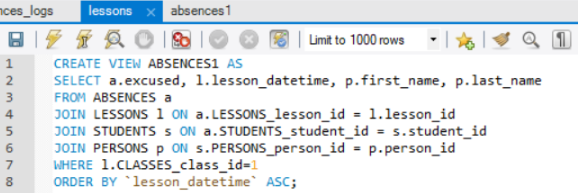 nces_logs lessons absences1
Limit to 1000 rows
1 CREATE VIEW ABSENCES1 AS
2 SELECT a.excused, l.lesson_datetime, p.first_name, p.last_name
3 FROM ABSENCES a
4 JOIN LESSONS l ON a.LESSONS_lesson_id = l.lesson_id
5 JOIN STUDENTS s ON a.STUDENTS_student_id = s.student_id
6 JOIN PERSONS p ON s.PERSONS_person_id = p.person_id
7 WHERE l.CLASSES_class_id=1
8 ORDER BY `lesson_datetime` ASC;